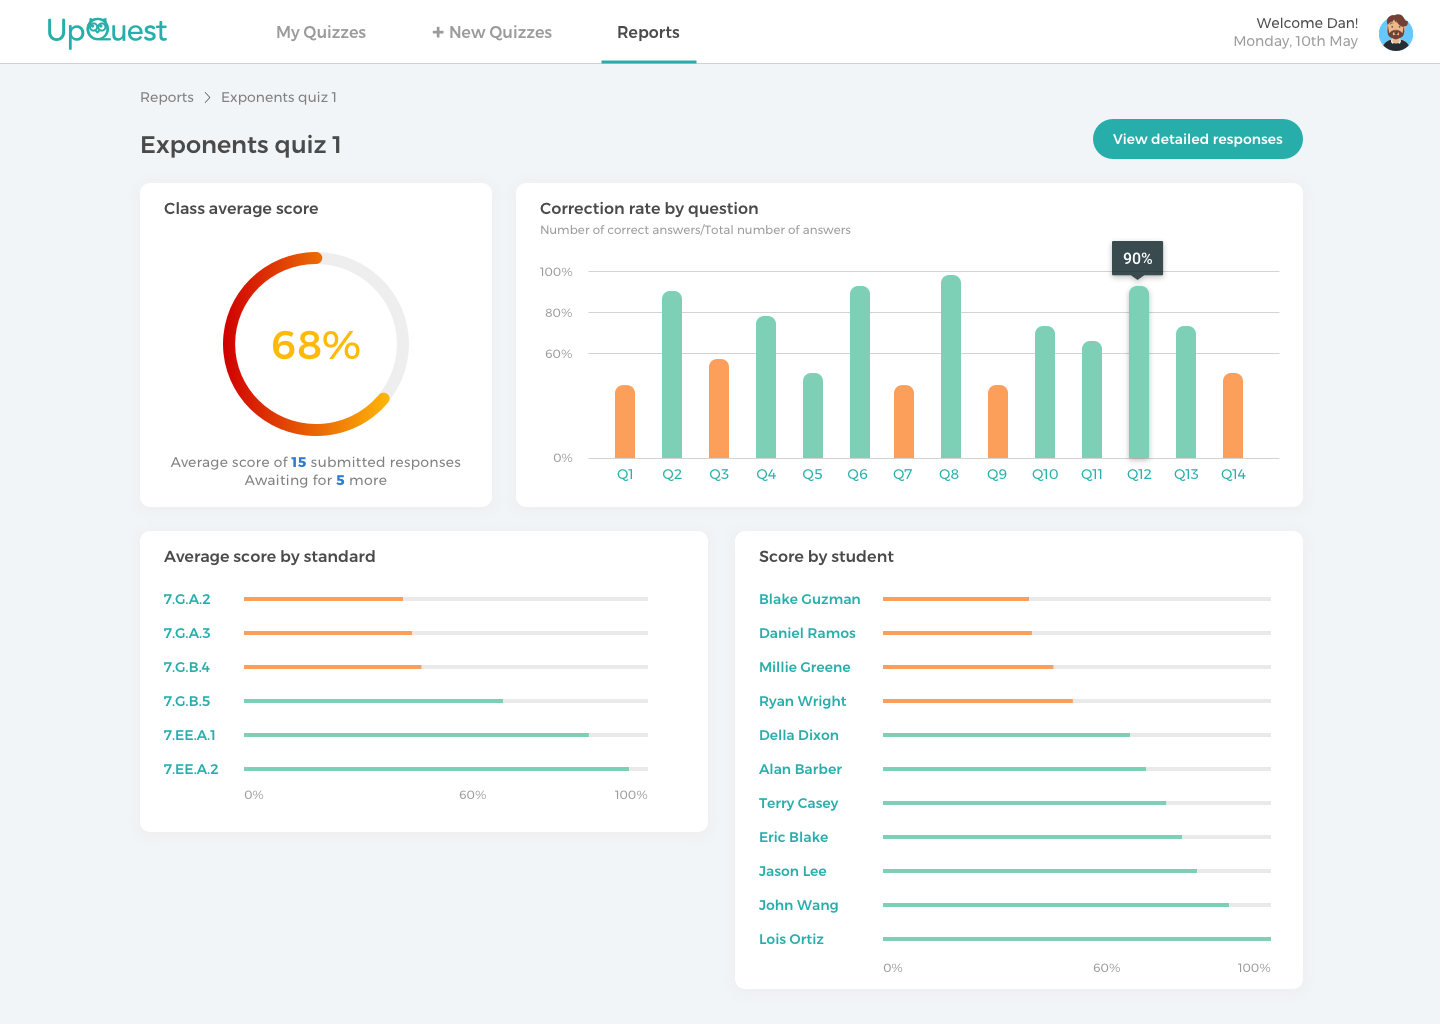 UpQuest
My Quizzes
+ New Quizzes
Reports
Welcome Dan!
Monday, 10th May
Reports > Exponents quiz 1
Exponents quiz 1
View detailed responses
Class average score
68%
Average score of 15 submitted responses
Awaiting for 5 more
Correction rate by question
Number of correct answers/Total number of answers
90%
100%
80%
60%
0%
Q1 Q2 Q3 Q4 Q5 Q6 Q7 Q8 Q9 Q10 Q11 Q12 Q13 Q14
Average score by standard
7.G.A.2
7.G.A.3
7.G.B.4
7.G.B.5
7.EE.A.1
7.EE.A.2
0% 60% 100%
Score by student
Blake Guzman
Daniel Ramos
Millie Greene
Ryan Wright
Della Dixon
Alan Barber
Terry Casey
Eric Blake
Jason Lee
John Wang
Lois Ortiz
0% 60% 100%